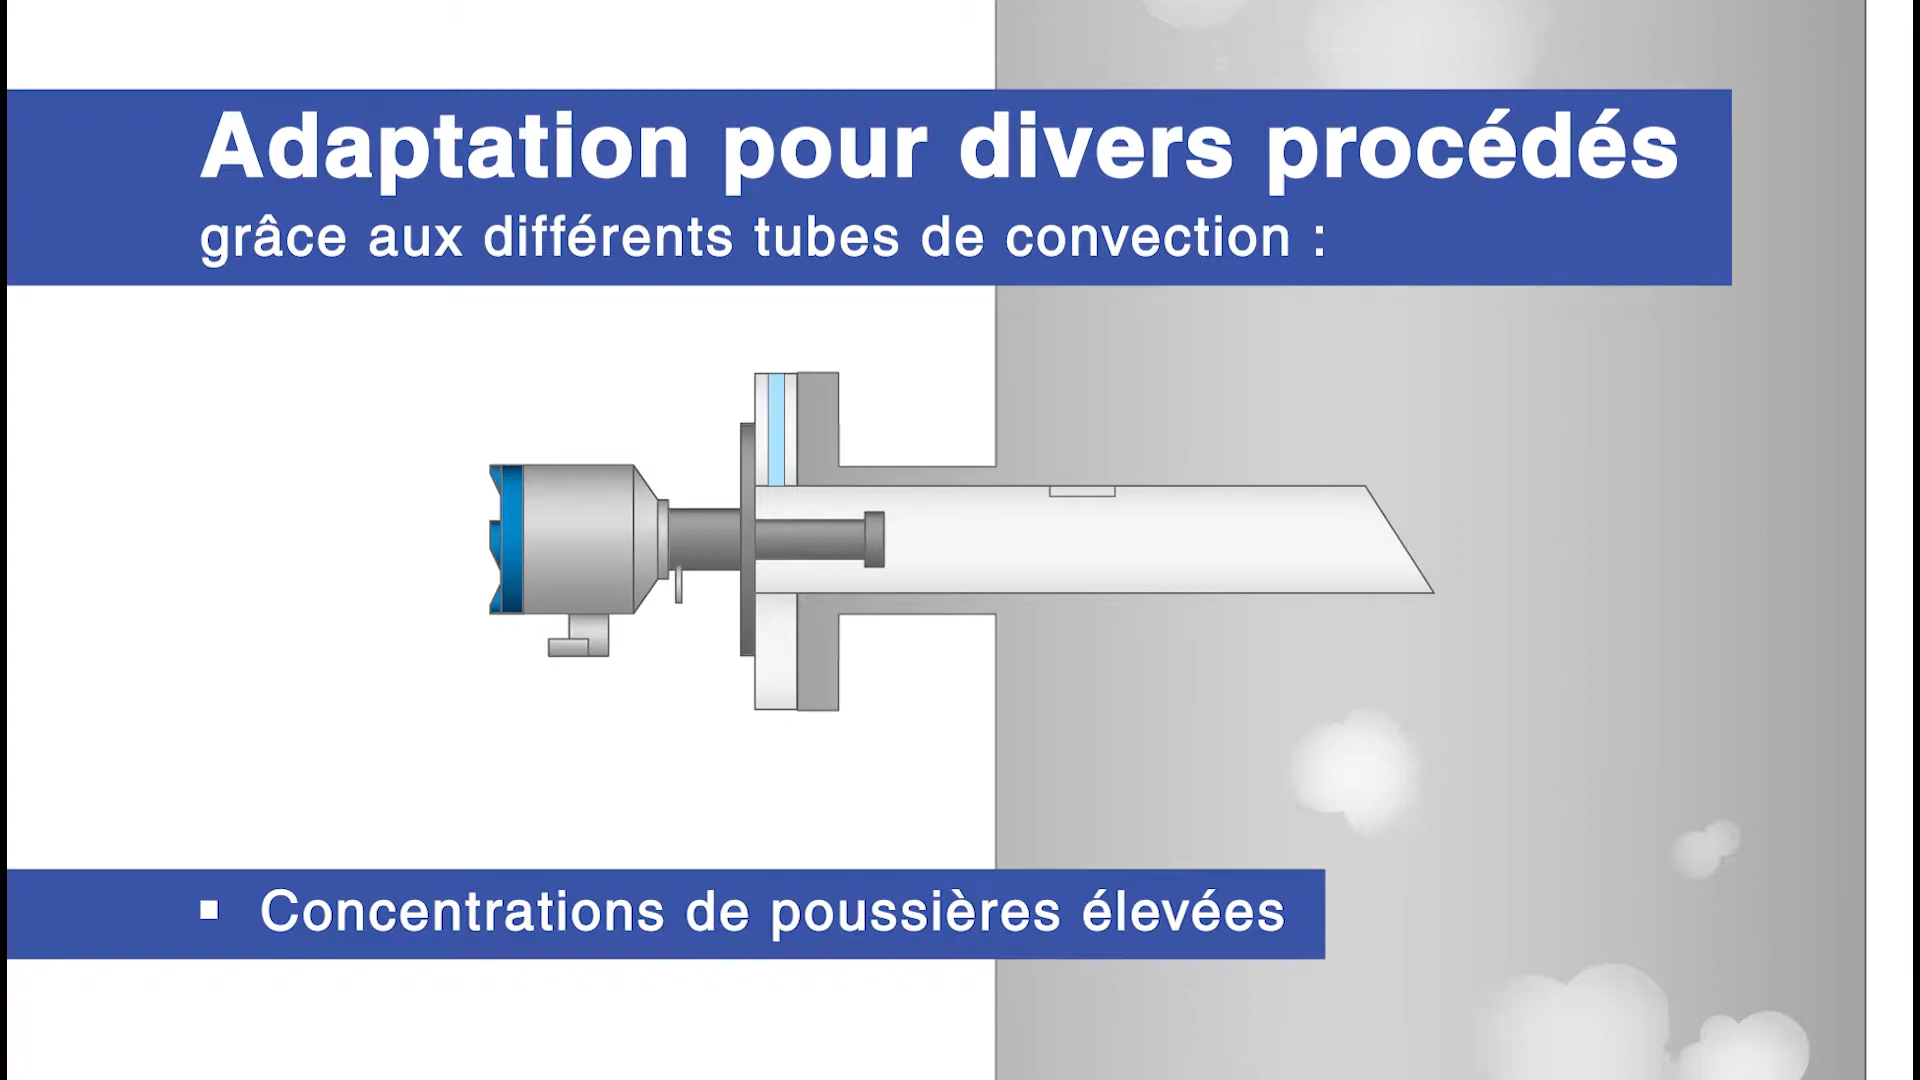 Adaptation pour divers procédés
grâce aux différents tubes de convection :
▪ Concentrations de poussières élevées